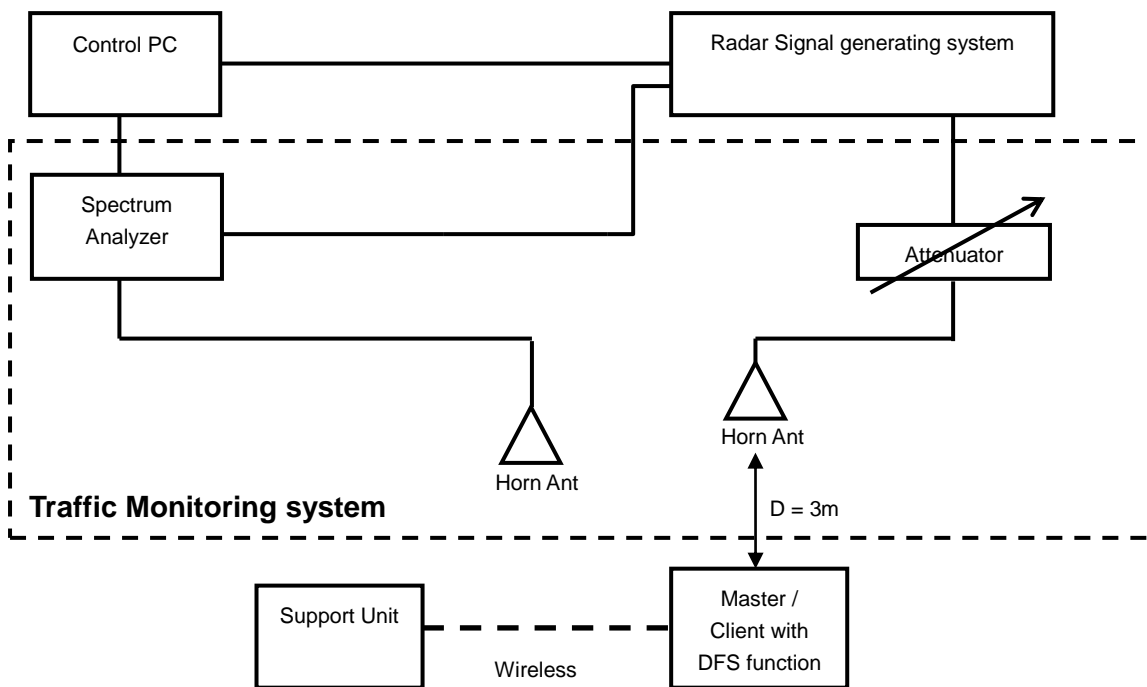 Control PC
Radar Signal generating system
Spectrum
Analyzer
Attenuator
Horn Ant
Horn Ant
Traffic Monitoring system
D = 3m
Support Unit
Wireless
Master /
Client with
DFS function